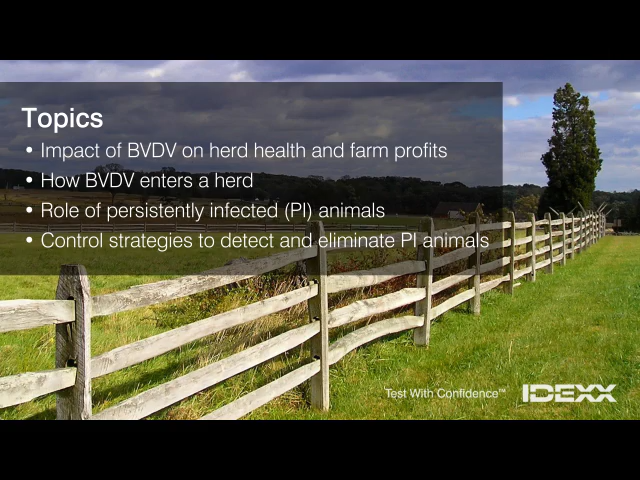 Topics
• Impact of BVDV on herd health and farm profits
• How BVDV enters a herd
• Role of persistently infected (PI) animals
• Control strategies to detect and eliminate PI animals
Test With Confidence™ IDEXX